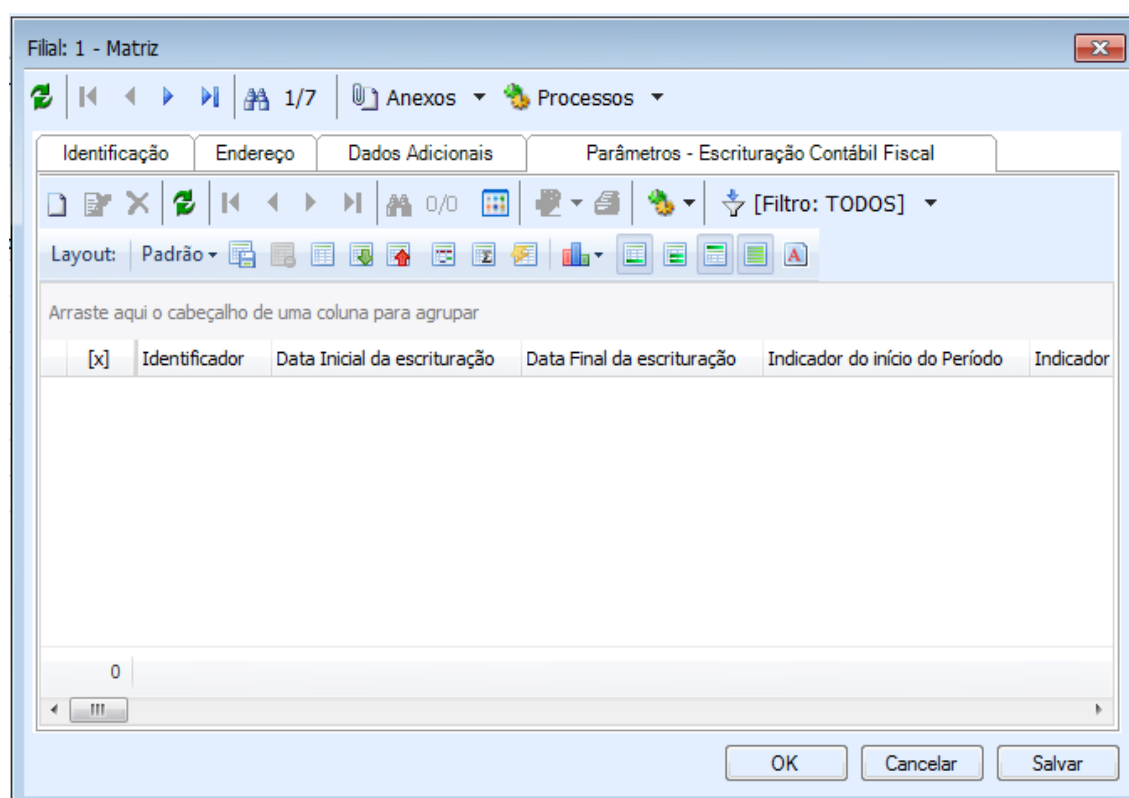 Filial: 1 - Matriz
1/7 Anexos Processos
Identificação Endereço Dados Adicionais Parâmetros - Escrituração Contábil Fiscal
0/0 [Filtro: TODOS]
Layout: Padrão
Arraste aqui o cabeçalho de uma coluna para agrupar
[x] Identificador Data Inicial da escrituração Data Final da escrituração Indicador do início do Período Indicador
0
OK Cancelar Salvar